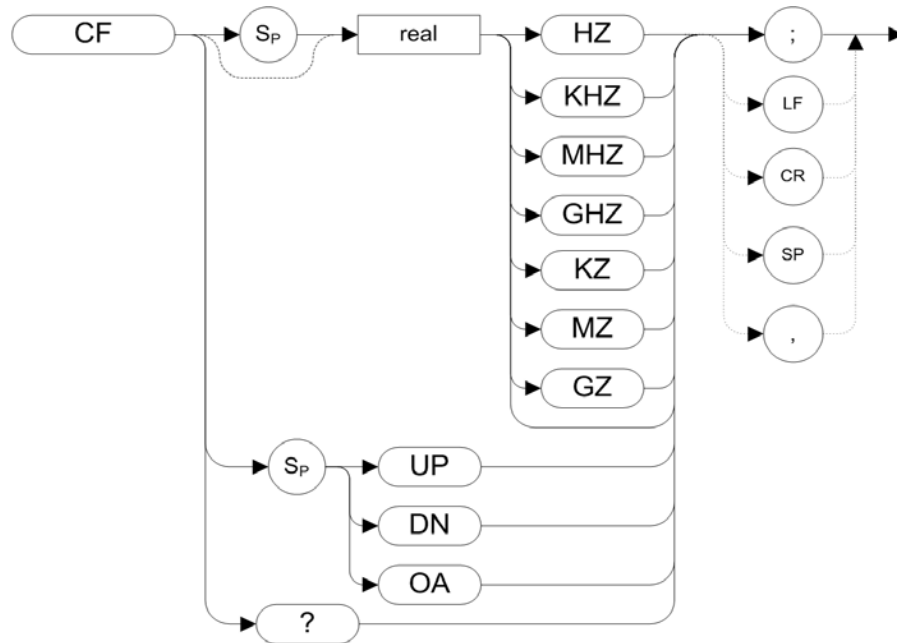 CF SP real HZ ;
KHZ LF
MHZ CR
GHZ SP
KZ
MZ ,
GZ
SP UP
DN
OA
?